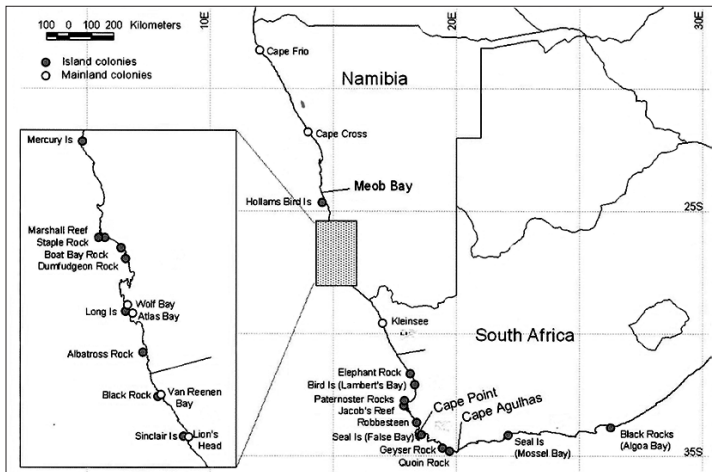 100 0 100 200 Kilometers
Island colonies
Mainland colonies
10E
20E
30E
25S
35S
Namibia
South Africa
Cape Frio
Cape Cross
Meob Bay
Hollams Bird Is
Kleinsee
Elephant Rock
Bird Is (Lambert's Bay)
Paternoster Rocks
Jacob's Reef
Robbesteen
Seal Is (False Bay)
Geyser Rock
Quoin Rock
Cape Point
Cape Agulhas
Seal Is
(Mossel Bay)
Black Rocks
(Algoa Bay)
Mercury Is
Marshall Reef
Staple Rock
Boat Bay Rock
Dumfudgeon Rock
Wolf Bay
Long Is
Atlas Bay
Albatross Rock
Black Rock
Van Reenen
Bay
Sinclair Is
Lion's
Head